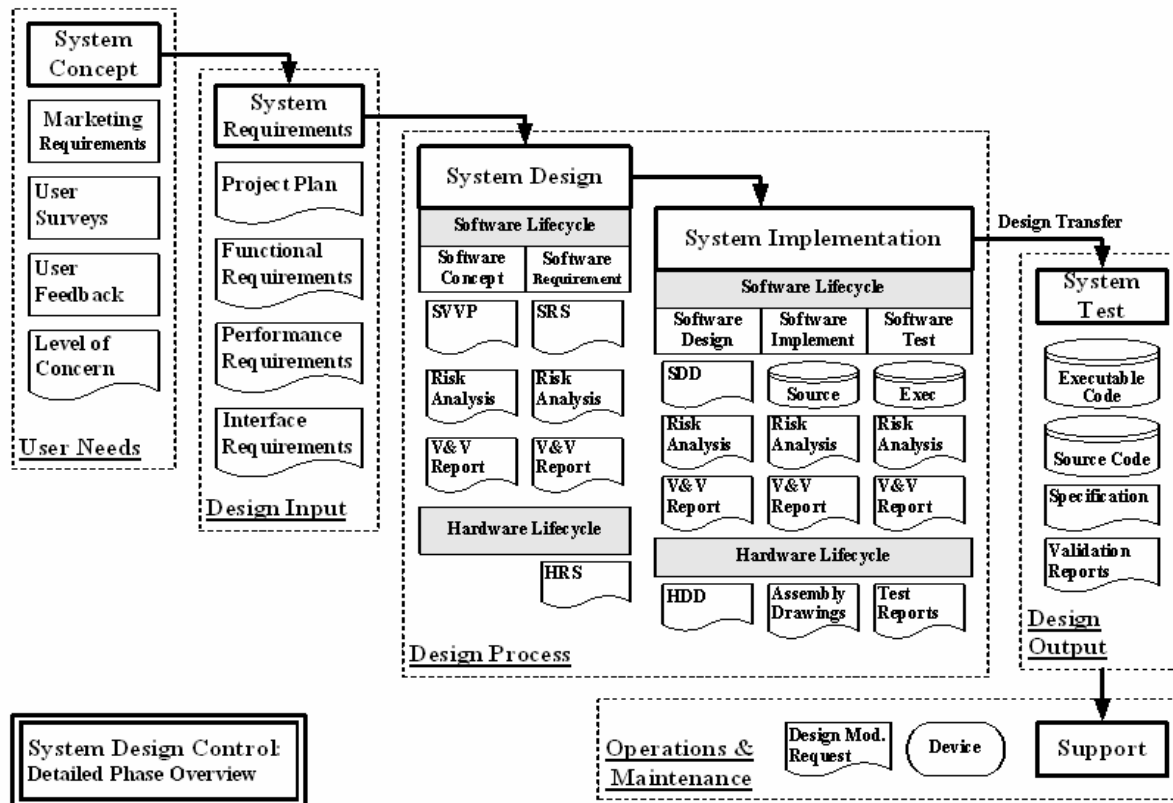 System
Concept
Marketing
Requirements
User
Surveys
User
Feedback
Level of
Concern
User Needs
System
Requirements
Project Plan
Functional
Requirements
Performance
Requirements
Interface
Requirements
Design Input
System Design
Software Lifecycle
Software
Concept
Software
Requirement
SVVP
SRS
Risk
Analysis
Risk
Analysis
V&V
Report
V&V
Report
Hardware Lifecycle
HRS
Design Process
System Implementation
Software Lifecycle
Software
Design
Software
Implement
Software
Test
SDD
Source
Exec
Risk
Analysis
Risk
Analysis
Risk
Analysis
V&V
Report
V&V
Report
V&V
Report
Hardware Lifecycle
HDD
Assembly
Drawings
Test
Reports
Design Transfer
System
Test
Executable
Code
Source Code
Specification
Validation
Reports
Design
Output
Operations &
Maintenance
Design Mod.
Request
Device
Support
System Design Control:
Detailed Phase Overview